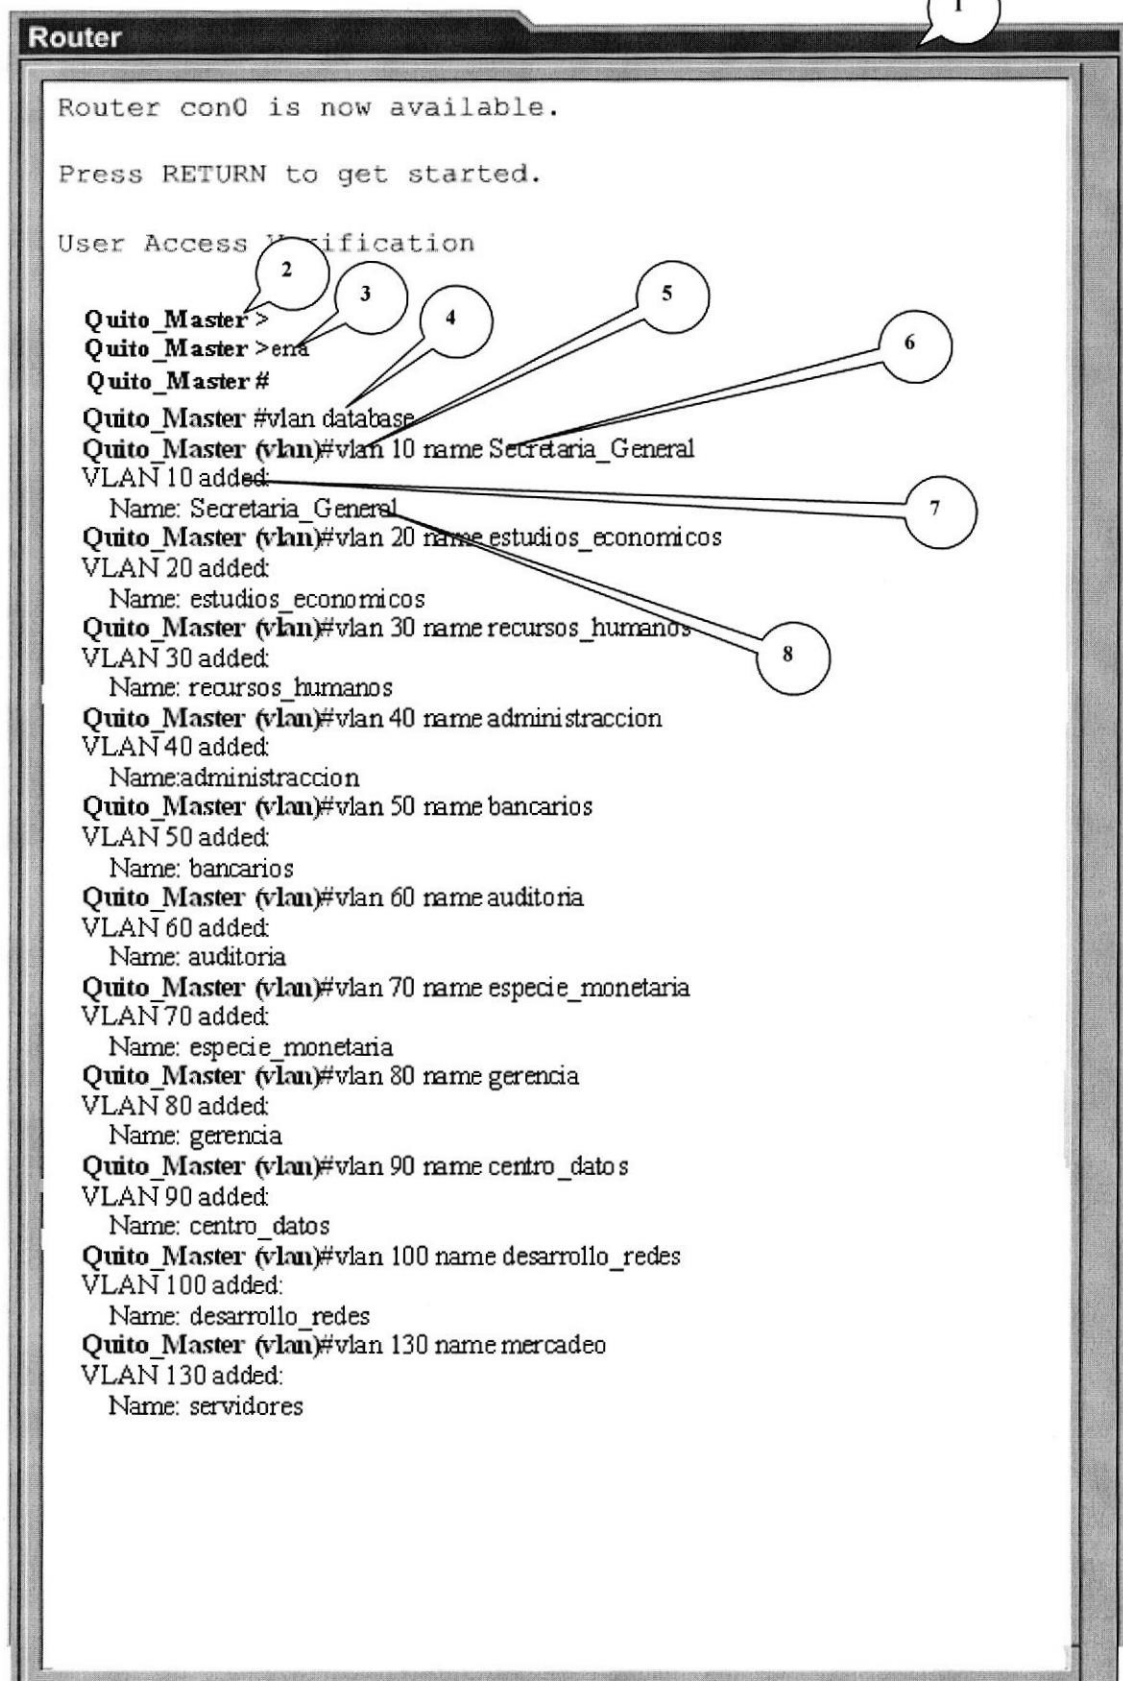 1
Router
Router con0 is now available.
Press RETURN to get started.
User Access Verification
2
3
4
5
6
Quito_Master >
Quito_Master >ena
Quito_Master #
Quito_Master #vlan database
Quito_Master (vlan)#vlan 10 name Secretaria_General
VLAN 10 added:
Name: Secretaria_General
7
Quito_Master (vlan)#vlan 20 name estudios_economicos
VLAN 20 added:
Name: estudios_economicos
Quito_Master (vlan)#vlan 30 name recursos_humanos
VLAN 30 added:
8
Name: recursos_humanos
Quito_Master (vlan)#vlan 40 name administraccion
VLAN 40 added:
Name:administraccion
Quito_Master (vlan)#vlan 50 name bancarios
VLAN 50 added:
Name: bancarios
Quito_Master (vlan)#vlan 60 name auditoria
VLAN 60 added:
Name: auditoria
Quito_Master (vlan)#vlan 70 name especie_monetaria
VLAN 70 added:
Name: especie_monetaria
Quito_Master (vlan)#vlan 80 name gerencia
VLAN 80 added:
Name: gerencia
Quito_Master (vlan)#vlan 90 name centro_datos
VLAN 90 added:
Name: centro_datos
Quito_Master (vlan)#vlan 100 name desarrollo_redes
VLAN 100 added:
Name: desarrollo_redes
Quito_Master (vlan)#vlan 130 name mercadeo
VLAN 130 added:
Name: servidores